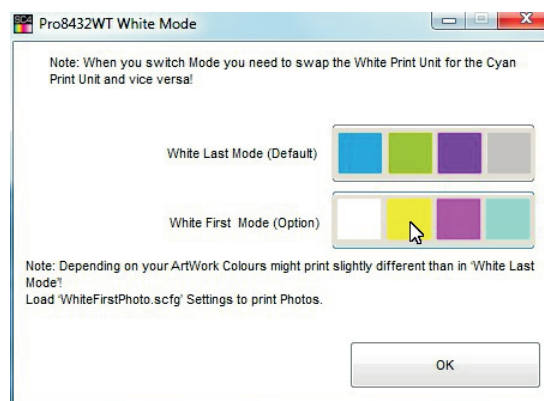 SC4 Pro8432WT White Mode
Note: When you switch Mode you need to swap the White Print Unit for the Cyan
Print Unit and vice versa!
White Last Mode (Default)
White First Mode (Option)
Note: Depending on your ArtWork Colours might print slightly different than in 'White Last
Mode'!
Load 'WhiteFirstPhoto.scfg' Settings to print Photos.
OK